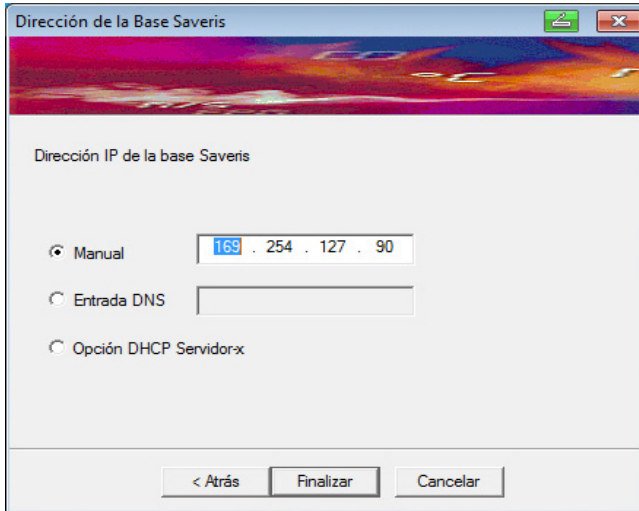 Dirección de la Base Saveris
°C
Dirección IP de la base Saveris
Manual
169 . 254 . 127 . 90
Entrada DNS
Opción DHCP Servidor-x
< Atrás
Finalizar
Cancelar